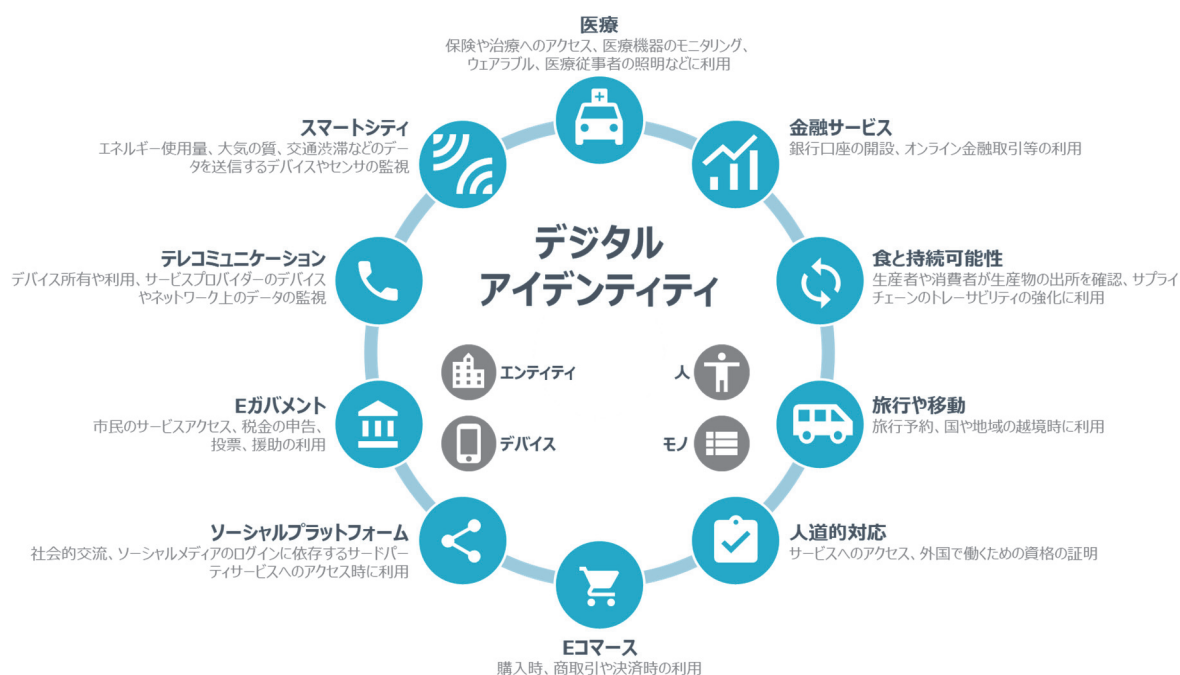 医療
保険や治療へのアクセス、医療機器のモニタリング、
ウェアラブル、医療従事者の照明などに利用
金融サービス
銀行口座の開設、オンライン金融取引等の利用
食と持続可能性
生産者や消費者が生産物の出所を確認、サプライ
チェーンのトレーサビリティの強化に利用
旅行や移動
旅行予約、国や地域の越境時に利用
人道的対応
サービスへのアクセス、外国で働くための資格の証明
Eコマース
購入時、商取引や決済時の利用
ソーシャルプラットフォーム
社会的交流、ソーシャルメディアのログインに依存するサードパー
ティサービスへのアクセス時に利用
Eガバメント
市民のサービスアクセス、税金の申告、
投票、援助の利用
テレコミュニケーション
デバイス所有や利用、サービスプロバイダーのデバイス
やネットワーク上のデータの監視
スマートシティ
エネルギー使用量、大気の質、交通渋滞などのデー
タを送信するデバイスやセンサの監視
デジタル
アイデンティティ
エンティティ
人
デバイス
モノ